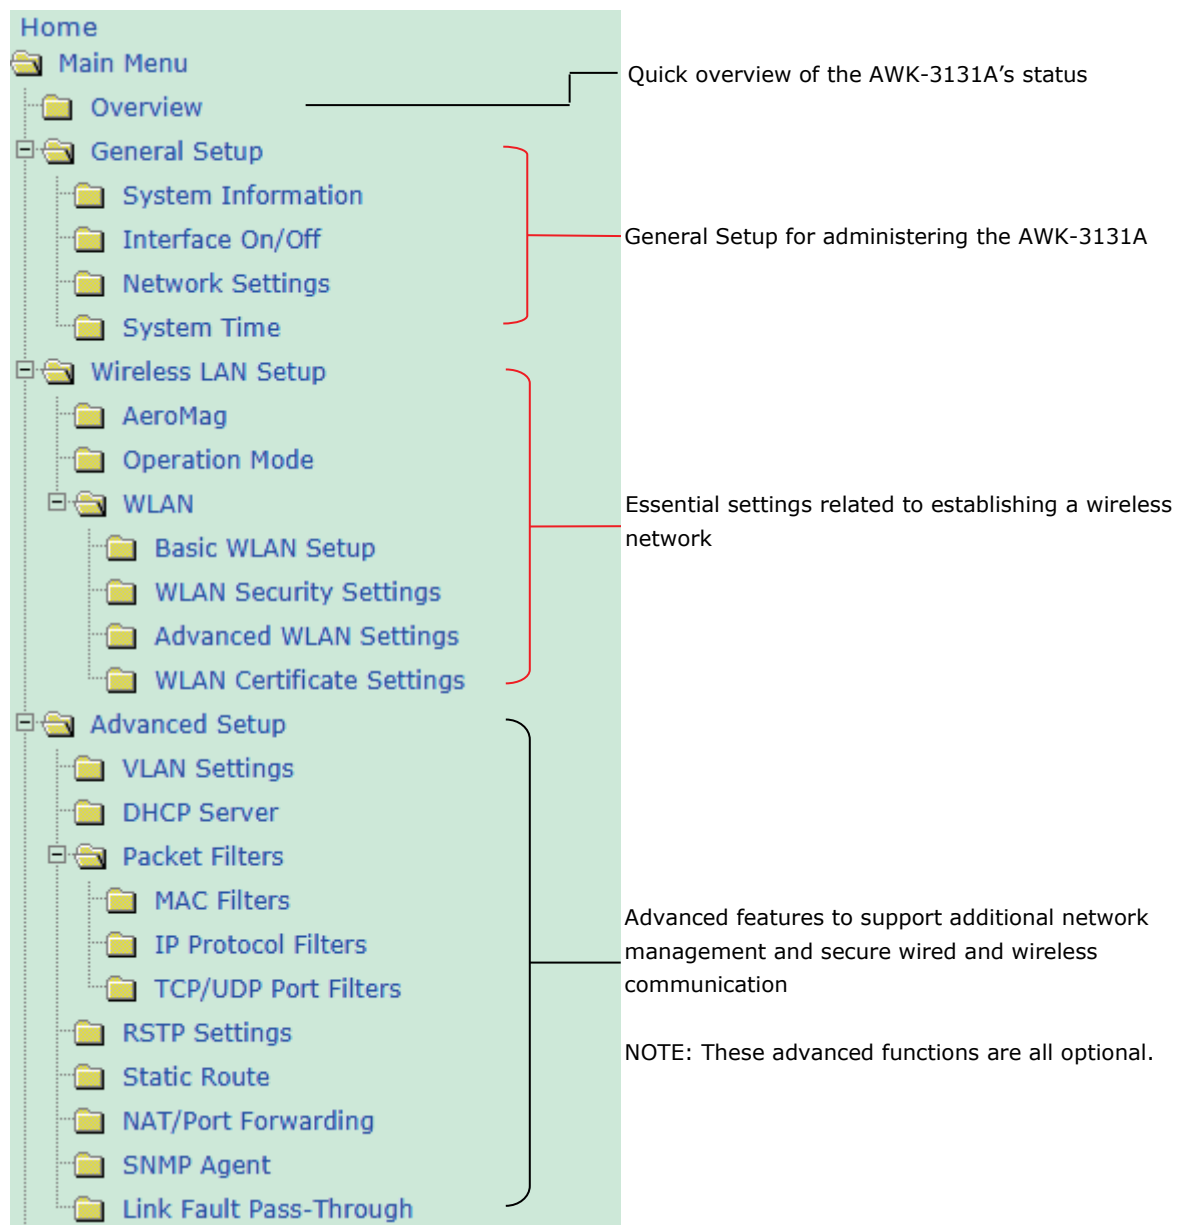 Home
Main Menu
Quick overview of the AWK-3131A’s status
Overview
General Setup
System Information
Interface On/Off
General Setup for administering the AWK-3131A
Network Settings
System Time
Wireless LAN Setup
AeroMag
Operation Mode
WLAN
Essential settings related to establishing a wireless
network
Basic WLAN Setup
WLAN Security Settings
Advanced WLAN Settings
WLAN Certificate Settings
Advanced Setup
VLAN Settings
DHCP Server
Packet Filters
MAC Filters
IP Protocol Filters
TCP/UDP Port Filters
Advanced features to support additional network
management and secure wired and wireless
communication
NOTE: These advanced functions are all optional.
RSTP Settings
Static Route
NAT/Port Forwarding
SNMP Agent
Link Fault Pass-Through